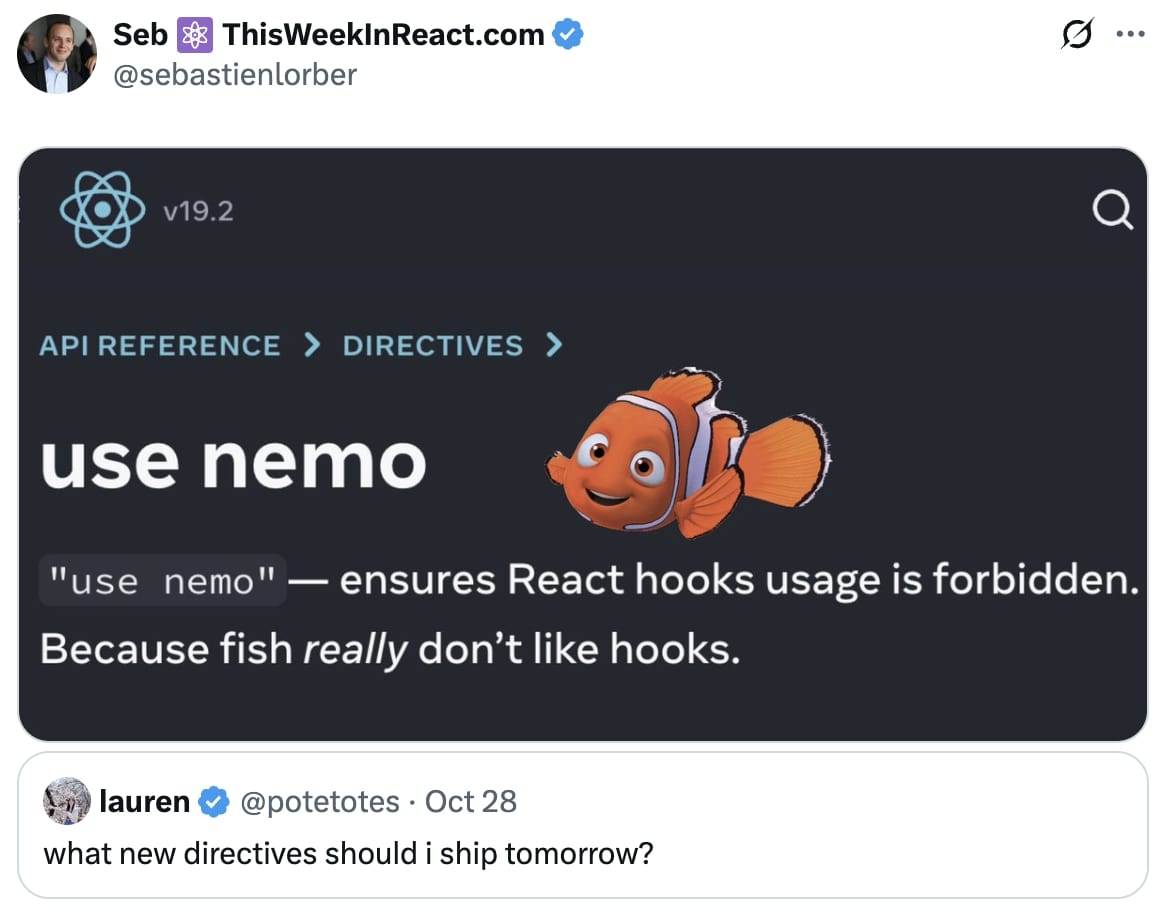 Seb ⚛️ ThisWeekInReact.com
@sebastienlorber
v19.2
API REFERENCE > DIRECTIVES >
use nemo
"use nemo" — ensures React hooks usage is forbidden.
Because fish really don’t like hooks.
lauren @potetotes · Oct 28
what new directives should i ship tomorrow?